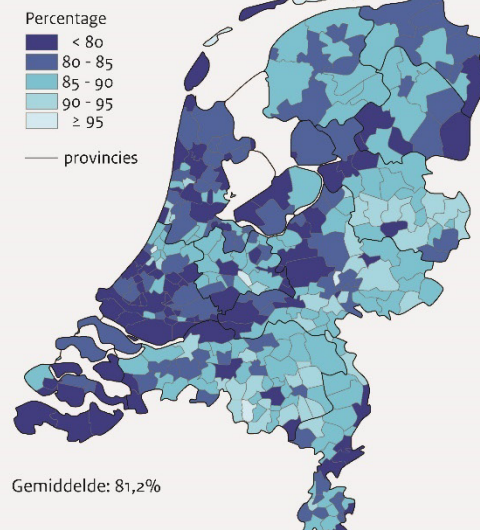 Percentage
< 80
80 - 85
85 - 90
90 - 95
≥ 95
provincies
Gemiddelde: 81,2%